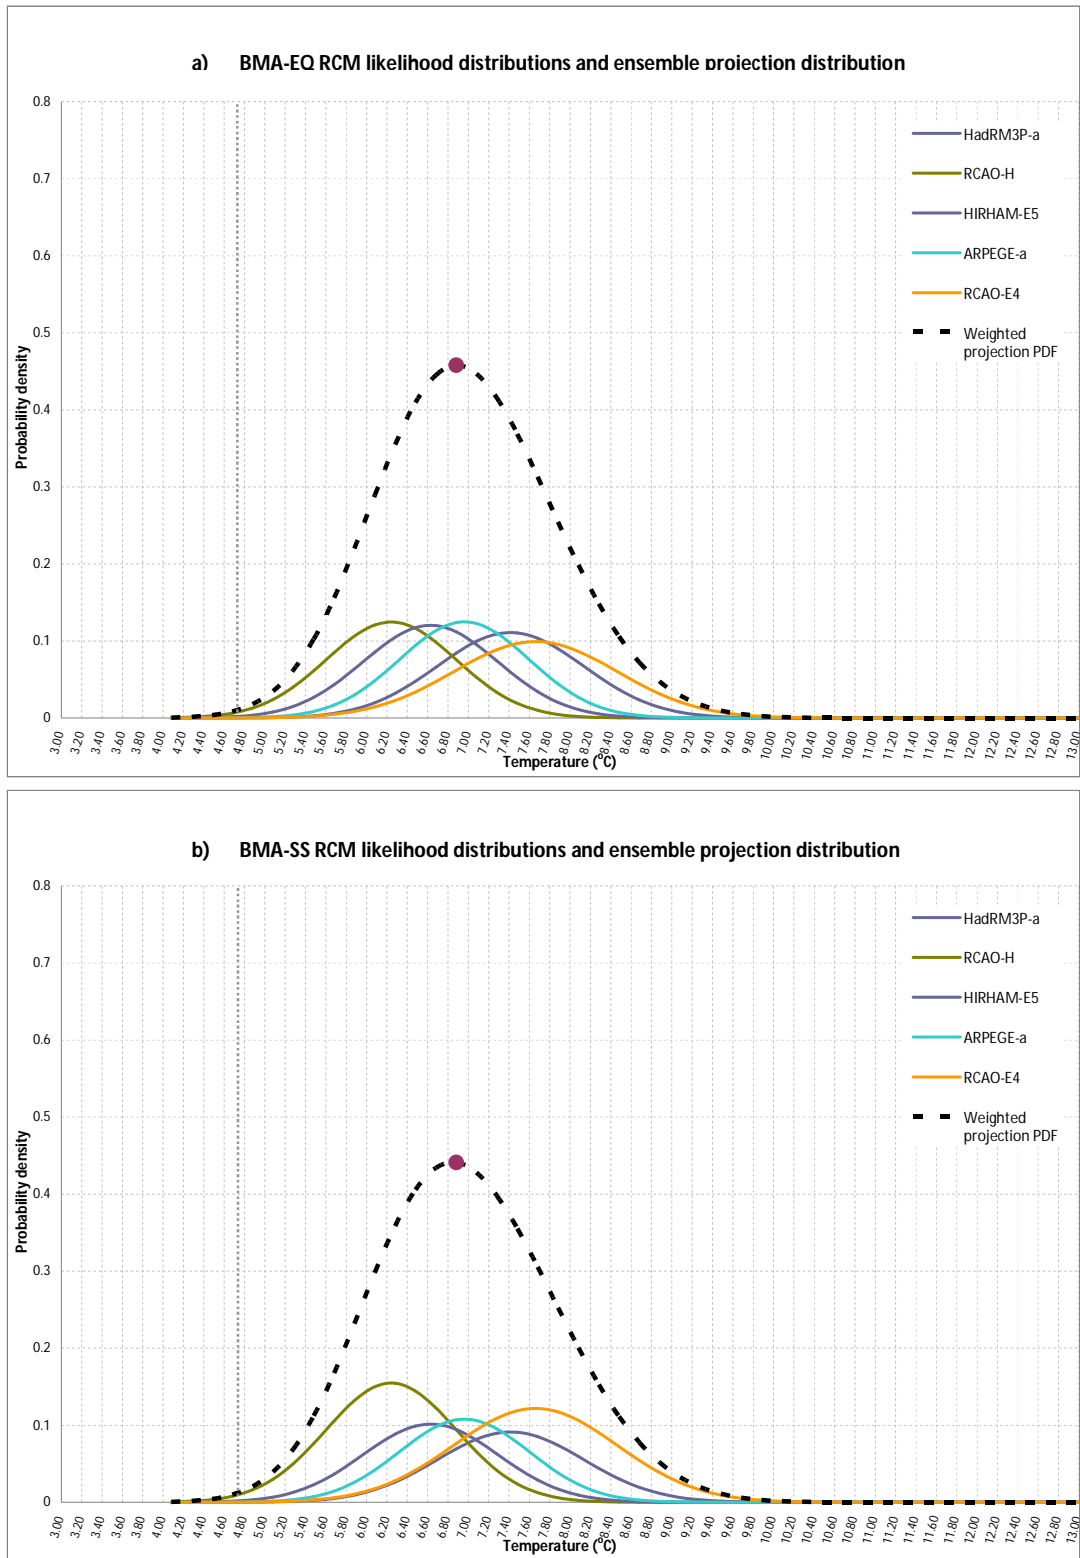 a) BMA-EQ RCM likelihood distributions and ensemble projection distribution
0.8
0.7
0.6
0.5
0.4
0.3
0.2
0.1
0
Probability density
HadRM3P-a
RCAO-H
HIRHAM-E5
ARPEGE-a
RCAO-E4
Weighted
projection PDF
3.00 3.20 3.40 3.60 3.80 4.00 4.20 4.40 4.60 4.80 5.00 5.20 5.40 5.60 5.80 6.00 6.20 6.40 6.60 6.80 7.00 7.20 7.40 7.60 7.80 8.00 8.20 8.40 8.60 8.80 9.00 9.20 9.40 9.60 9.80 10.00 10.20 10.40 10.60 10.80 11.00 11.20 11.40 11.60 11.80 12.00 12.20 12.40 12.60 12.80 13.00
Temperature (°C)
b) BMA-SS RCM likelihood distributions and ensemble projection distribution
0.8
0.7
0.6
0.5
0.4
0.3
0.2
0.1
0
Probability density
HadRM3P-a
RCAO-H
HIRHAM-E5
ARPEGE-a
RCAO-E4
Weighted
projection PDF
3.00 3.20 3.40 3.60 3.80 4.00 4.20 4.40 4.60 4.80 5.00 5.20 5.40 5.60 5.80 6.00 6.20 6.40 6.60 6.80 7.00 7.20 7.40 7.60 7.80 8.00 8.20 8.40 8.60 8.80 9.00 9.20 9.40 9.60 9.80 10.00 10.20 10.40 10.60 10.80 11.00 11.20 11.40 11.60 11.80 12.00 12.20 12.40 12.60 12.80 13.00
Temperature (°C)